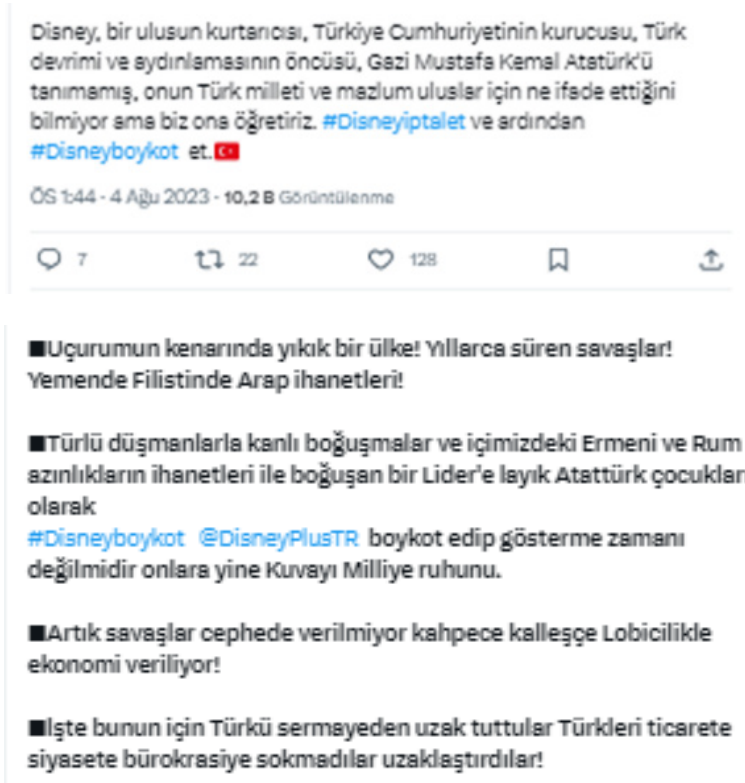 Disney, bir ulusun kurtarıcısı, Türkiye Cumhuriyetinin kurucusu, Türk
devrimi ve aydınlamasının öncüsü, Gazi Mustafa Kemal Atatürk'ü
tanımamış, onun Türk milleti ve mazlum uluslar için ne ifade ettiğini
bilmiyor ama biz ona öğretiriz. #Disneyiptalet ve ardından
#Disneyboykot et.🇹🇷
ÖS 1:44 · 4 Ağu 2023 · 10,2 B Görüntülenme
7 22 128
■Uçurumun kenarında yıkık bir ülke! Yıllarca süren savaşlar!
Yemende Filistinde Arap ihanetleri!
■Türlü düşmanlarla kanlı boğuşmalar ve içimizdeki Ermeni ve Rum
azınlıkların ihanetleri ile boğuşan bir Lider'e layık Atattürk çocukları
olarak
#Disneyboykot @DisneyPlusTR boykot edip gösterme zamanı
değilmidir onlara yine Kuvayı Milliye ruhunu.
■Artık savaşlar cephede verilmiyor kahpece kalleşçe Lobicilikle
ekonomi veriliyor!
■İşte bunun için Türkü sermayeden uzak tuttular Türkleri ticarete
siyasete bürokrasiye sokmadılar uzaklaştırdılar!